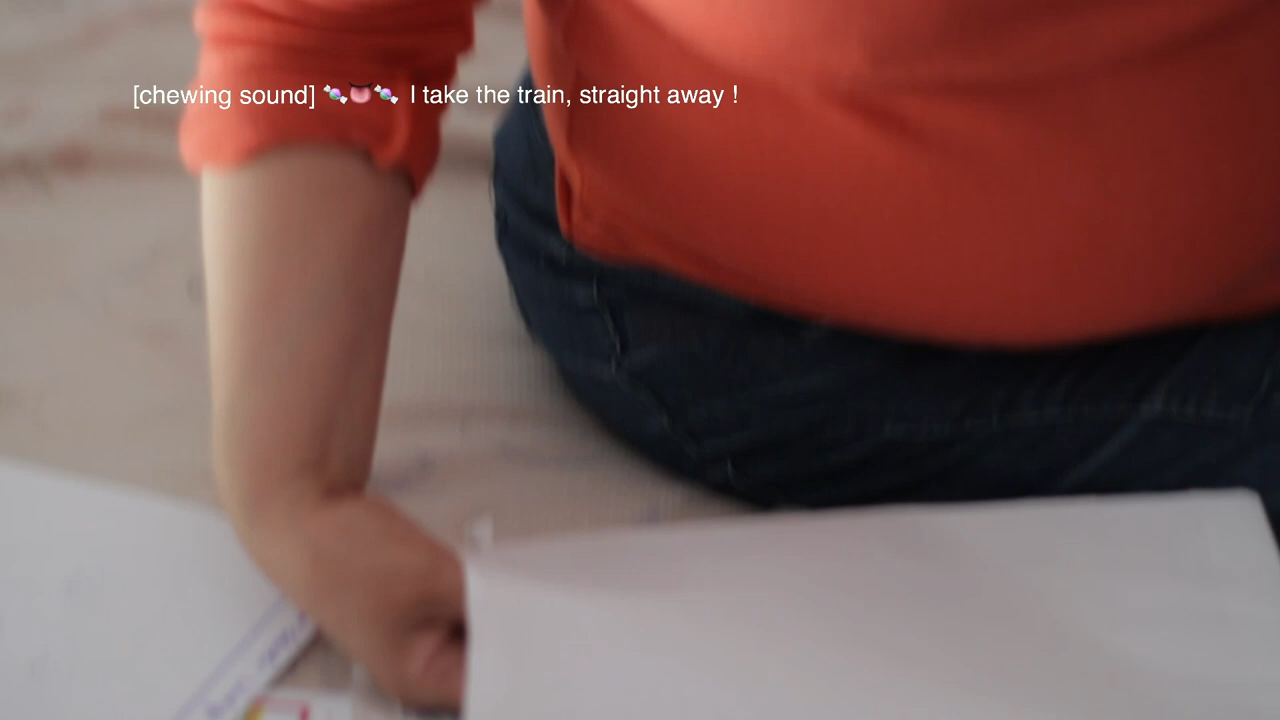 [chewing sound] 🍬👅🍬 I take the train, straight away !